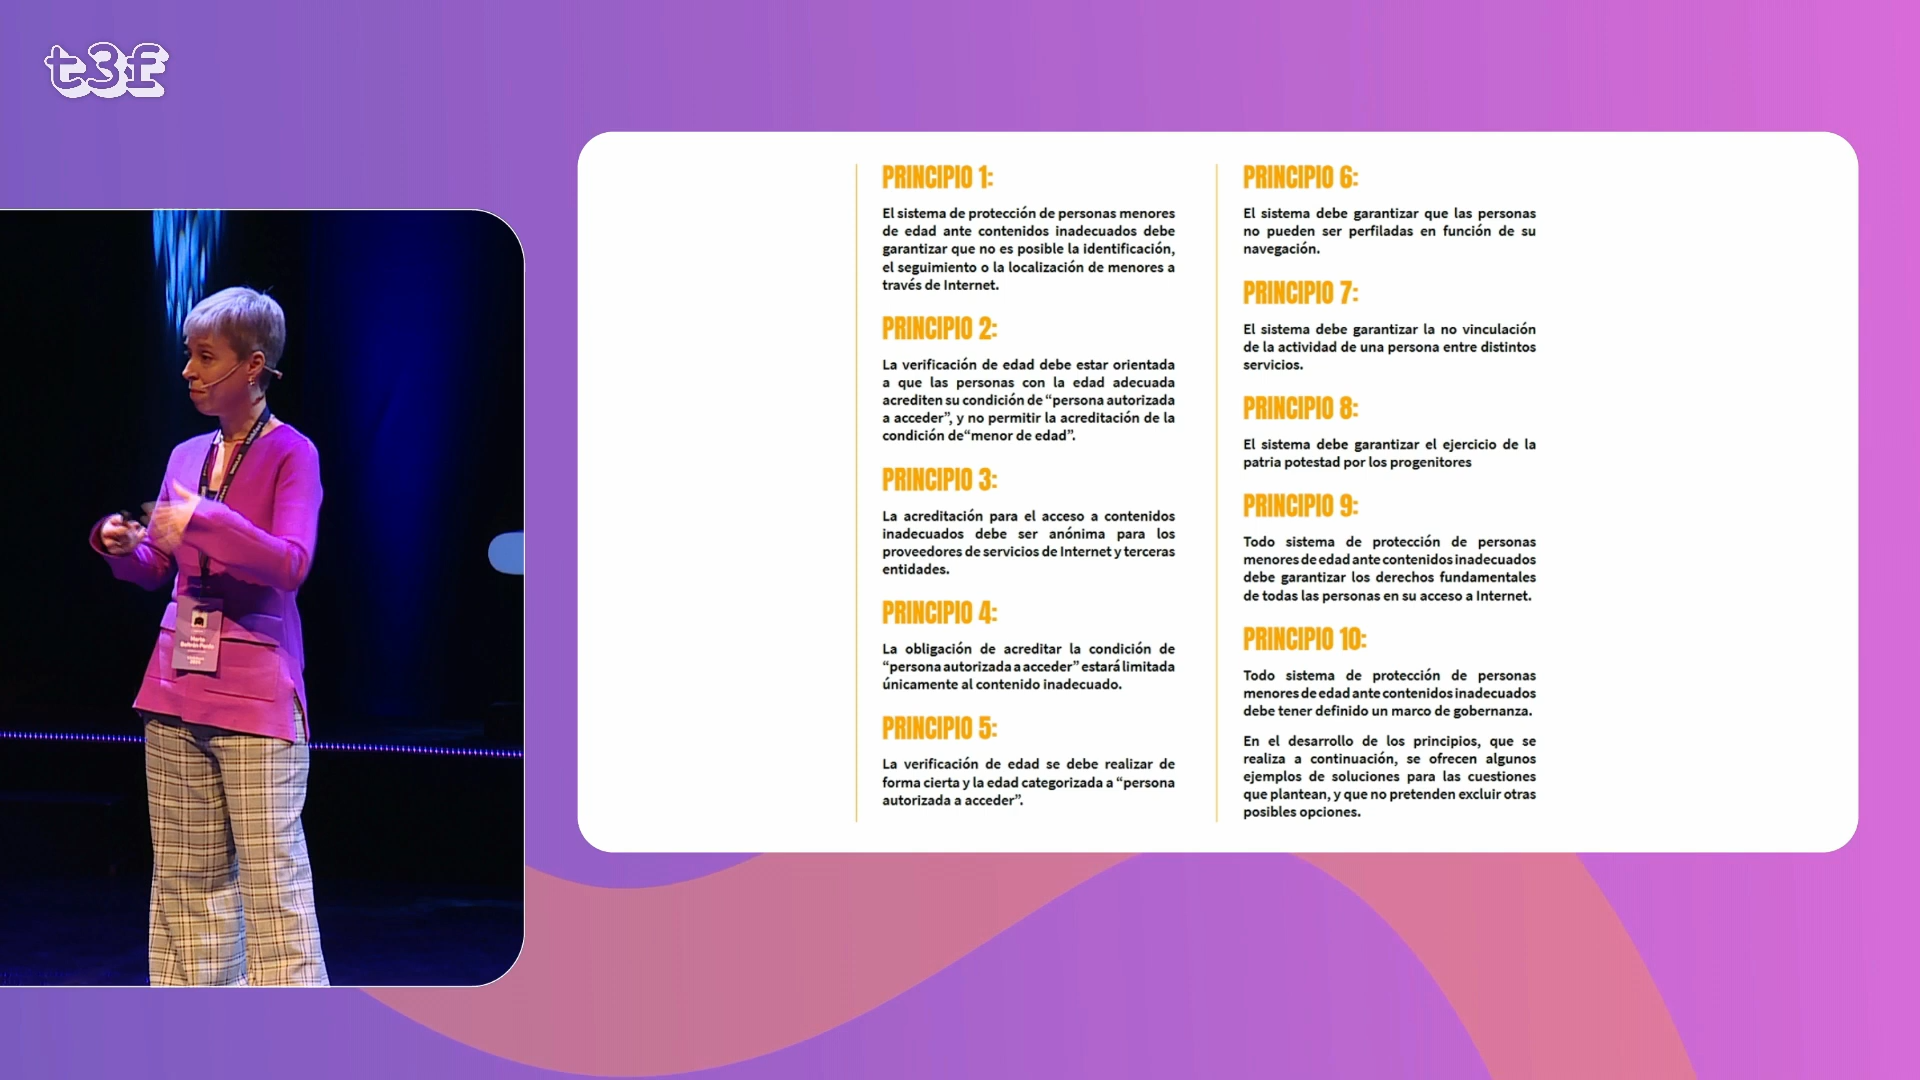 t3f
PRINCIPIO 1:
El sistema de protección de personas menores
de edad ante contenidos inadecuados debe
garantizar que no es posible la identificación,
el seguimiento o la localización de menores a
través de Internet.
PRINCIPIO 2:
La verificación de edad debe estar orientada
a que las personas con la edad adecuada
acrediten su condición de “persona autorizada
a acceder”, y no permitir la acreditación de la
condición de“menor de edad”.
PRINCIPIO 3:
La acreditación para el acceso a contenidos
inadecuados debe ser anónima para los
proveedores de servicios de Internet y terceras
entidades.
PRINCIPIO 4:
La obligación de acreditar la condición de
“persona autorizada a acceder” estará limitada
únicamente al contenido inadecuado.
PRINCIPIO 5:
La verificación de edad se debe realizar de
forma cierta y la edad categorizada a “persona
autorizada a acceder”.
PRINCIPIO 6:
El sistema debe garantizar que las personas
no pueden ser perfiladas en función de su
navegación.
PRINCIPIO 7:
El sistema debe garantizar la no vinculación
de la actividad de una persona entre distintos
servicios.
PRINCIPIO 8:
El sistema debe garantizar el ejercicio de la
patria potestad por los progenitores
PRINCIPIO 9:
Todo sistema de protección de personas
menores de edad ante contenidos inadecuados
debe garantizar los derechos fundamentales
de todas las personas en su acceso a Internet.
PRINCIPIO 10:
Todo sistema de protección de personas
menores de edad ante contenidos inadecuados
debe tener definido un marco de gobernanza.
En el desarrollo de los principios, que se
realiza a continuación, se ofrecen algunos
ejemplos de soluciones para las cuestiones
que plantean, y que no pretenden excluir otras
posibles opciones.